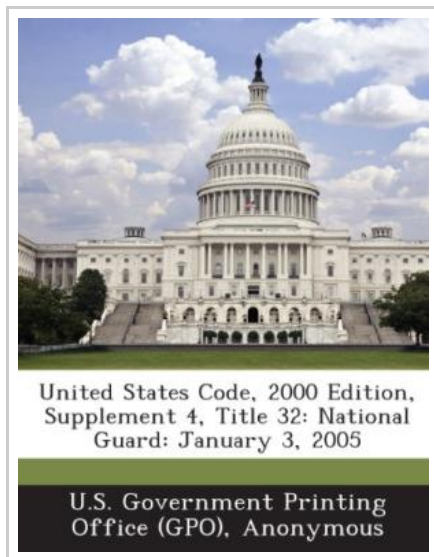 United States Code, 2000 Edition,
Supplement 4, Title 32: National
Guard: January 3, 2005
U.S. Government Printing
Office (GPO), Anonymous